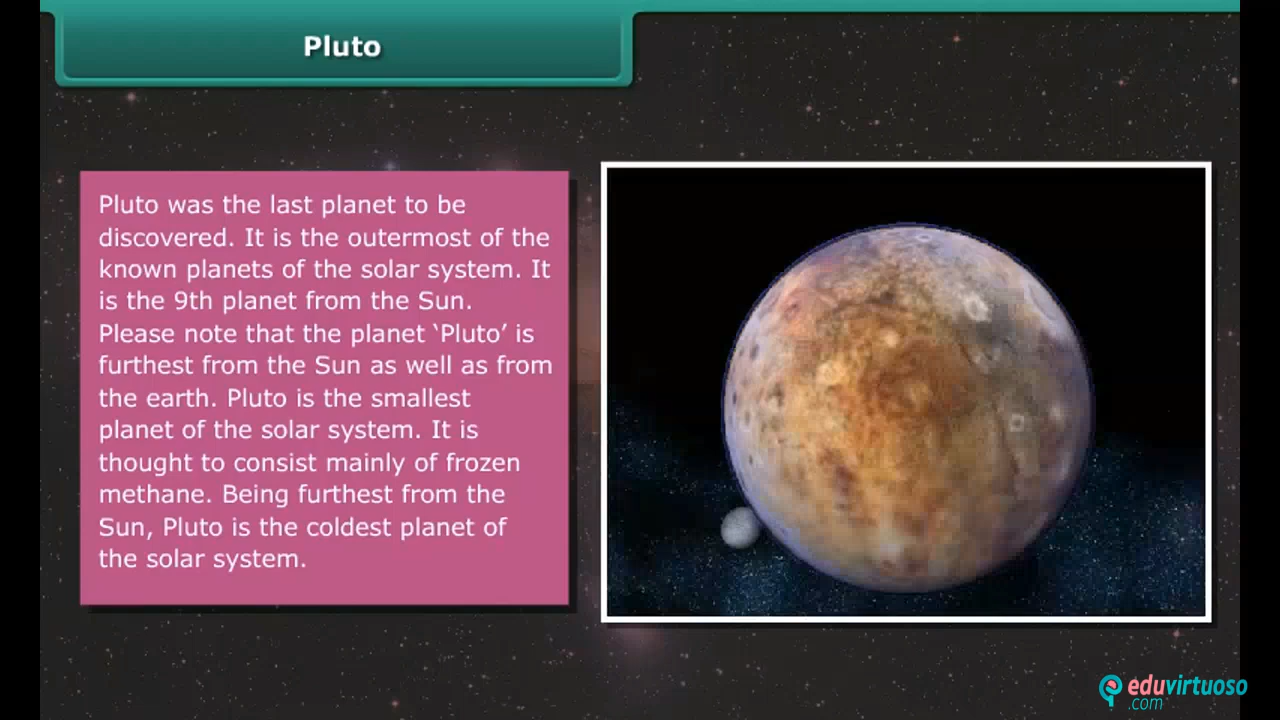 Pluto
Pluto was the last planet to be
discovered. It is the outermost of the
known planets of the solar system. It
is the 9th planet from the Sun.
Please note that the planet ‘Pluto’ is
furthest from the Sun as well as from
the earth. Pluto is the smallest
planet of the solar system. It is
thought to consist mainly of frozen
methane. Being furthest from the
Sun, Pluto is the coldest planet of
the solar system.
eduvirtuoso
.com